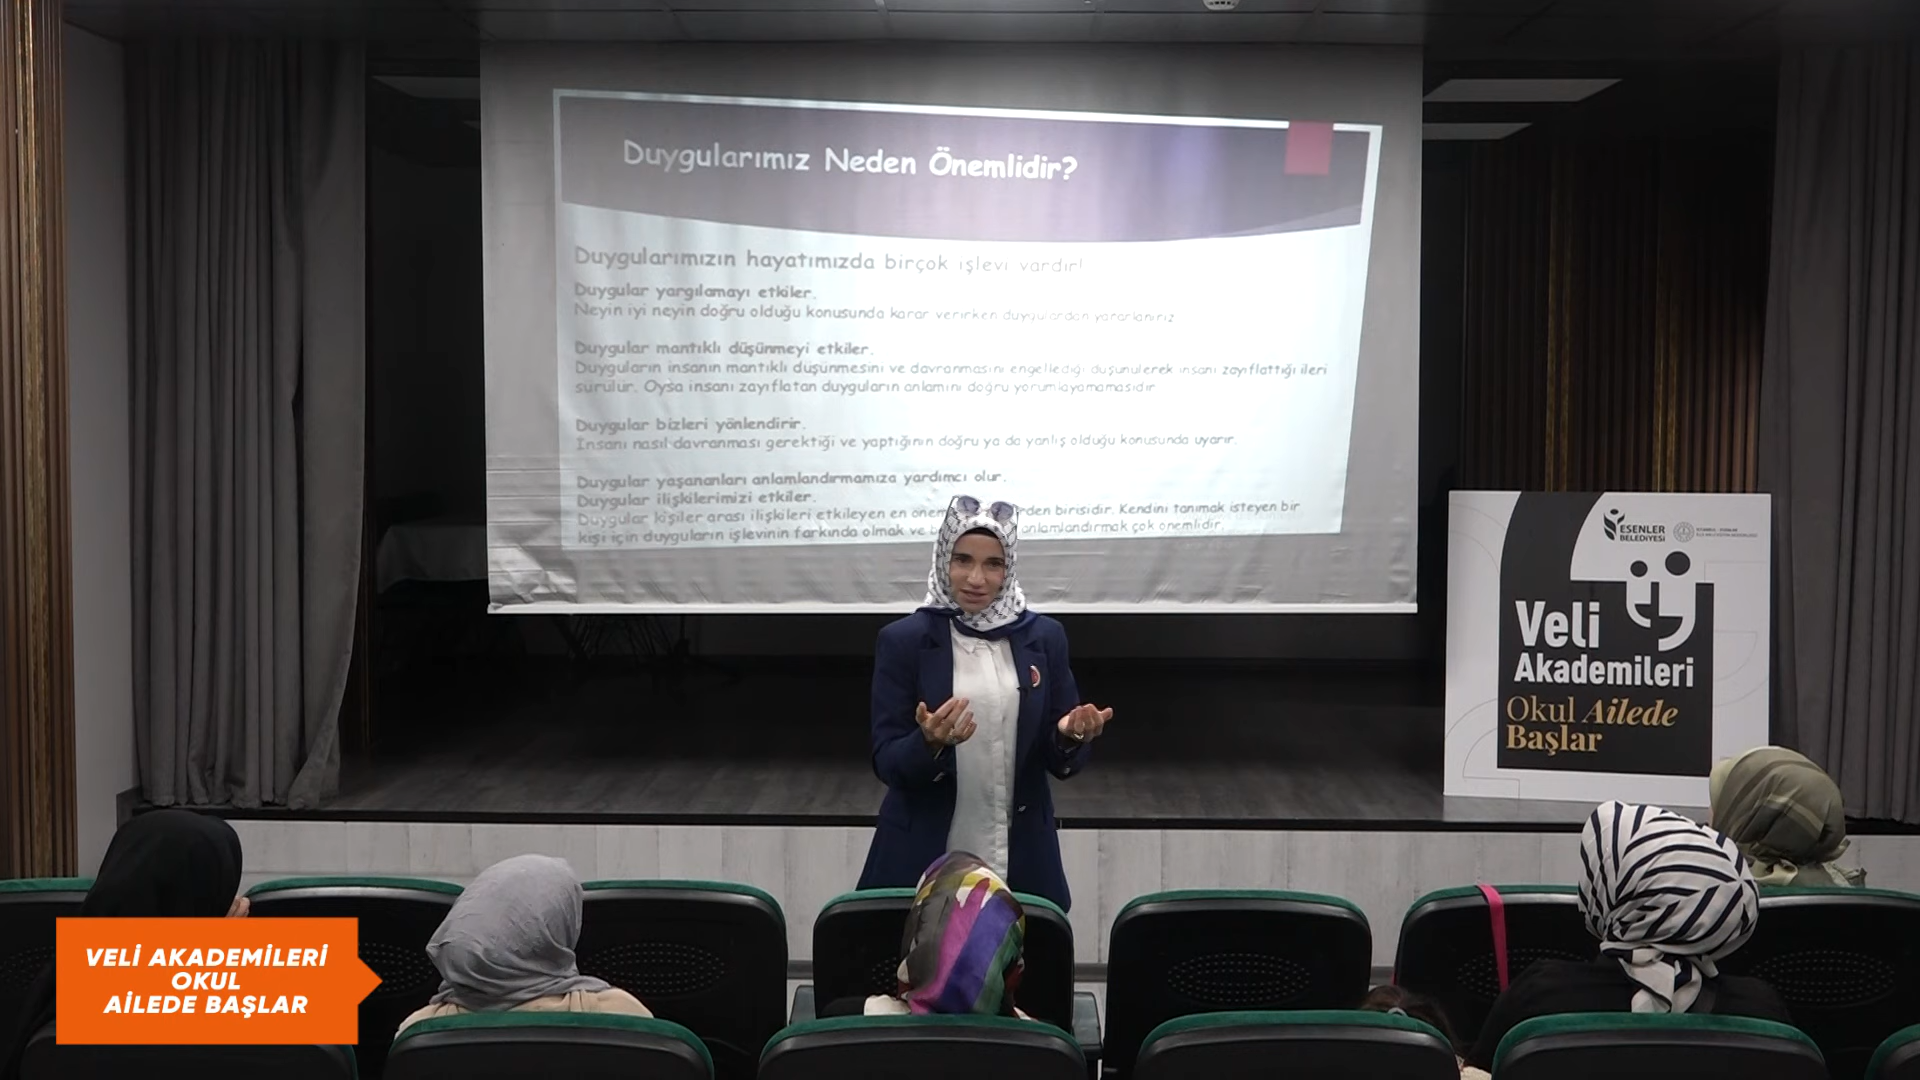 Duygularımız Neden Önemlidir?
Duygularımızın hayatımızda birçok işlevi vardır!
Duygular yargılamayı etkiler.
Neyin iyi neyin doğru olduğu konusunda karar verirken duygulardan yararlanırız
Duygular mantıklı düşünmeyi etkiler.
Duyguların insanın mantıklı düşünmesini ve davranmasını engellediği düşünülerek insanı zayıflattığı ileri
sürülür. Oysa insanı zayıflatan duyguların anlamını doğru yorumlayamamasıdır
Duygular bizleri yönlendirir.
İnsanı nasıl davranması gerektiği ve yaptığının doğru ya da yanlış olduğu konusunda uyarır.
Duygular yaşananları anlamlandırmamıza yardımcı olur.
Duygular ilişkilerimizi etkiler.
Duygular kişiler arası ilişkileri etkileyen en birisidir. Kendini tanımak isteyen bir
kişi için duyguların işlevinin farkında olmak ve anlamlandırmak çok önemlidir.
ESENLER
BELEDİYESİ
Veli
Akademileri
Okul Ailede
Başlar
VELİ AKADEMİLERİ
OKUL
AİLEDE BAŞLAR